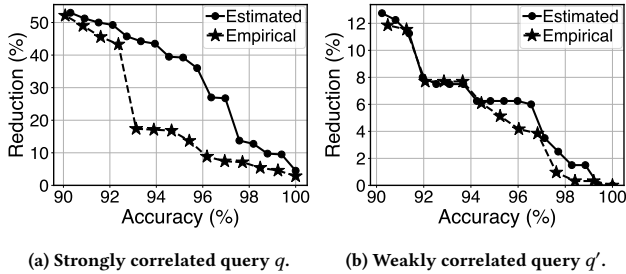 Reduction (%)
50
40
30
20
10
0
Estimated
Empirical
90 92 94 96 98 100
Accuracy (%)
(a) Strongly correlated query q.
Reduction (%)
12
10
8
6
4
2
0
Estimated
Empirical
90 92 94 96 98 100
Accuracy (%)
(b) Weakly correlated query q′.